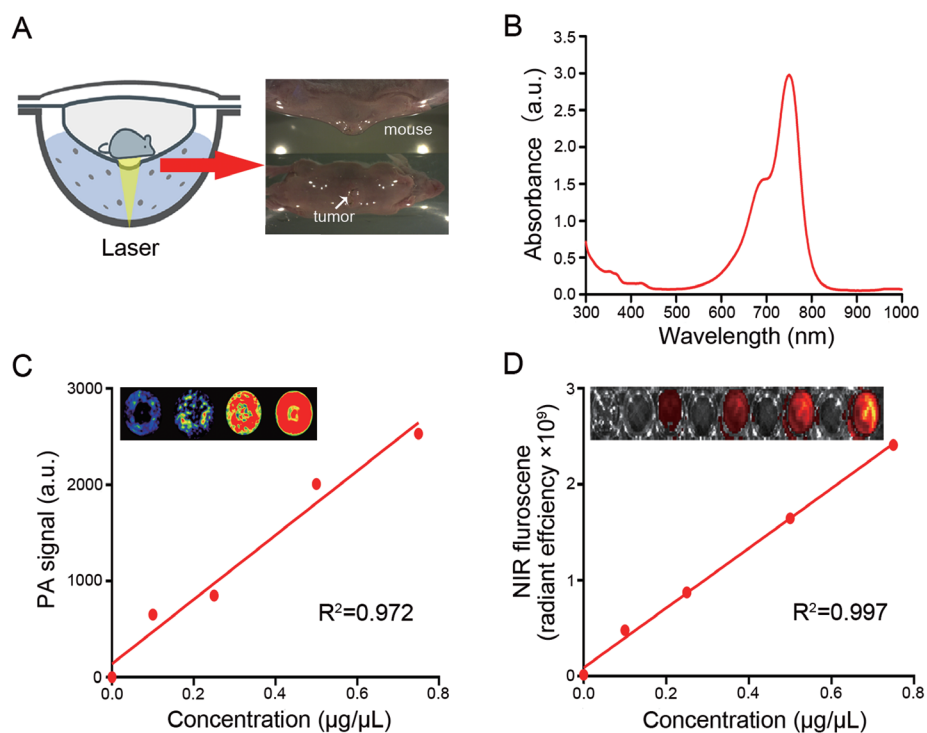 A
Laser
mouse
tumor
B
Absorbance (a.u.)
3.5
3.0
2.5
2.0
1.5
1.0
0.5
0.0
300 400 500 600 700 800 900 1000
Wavelength (nm)
C
PA signal (a.u.)
3000
2000
1000
0
R²=0.972
0.0 0.2 0.4 0.6 0.8
Concentration (µg/µL)
D
NIR fluroscene
(radiant effciency ×10⁹)
3
2
1
0
R²=0.997
0.0 0.2 0.4 0.6 0.8
Concentration (µg/µL)